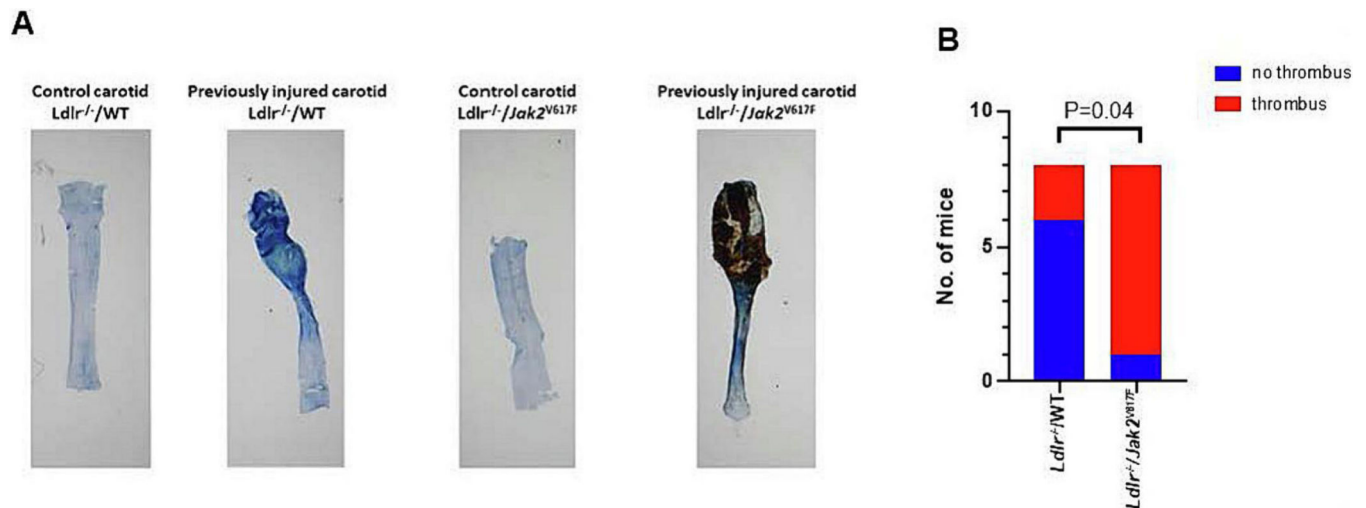 A
Control carotid
Ldlr-/-/WT
Previously injured carotid
Ldlr-/-/WT
Control carotid
Ldlr-/-/Jak2V617F
Previously injured carotid
Ldlr-/-/Jak2V617F
B
no thrombus
thrombus
P=0.04
10
5
0
No. of mice
Ldlr-/-/WT
Ldlr-/-/Jak2V617F